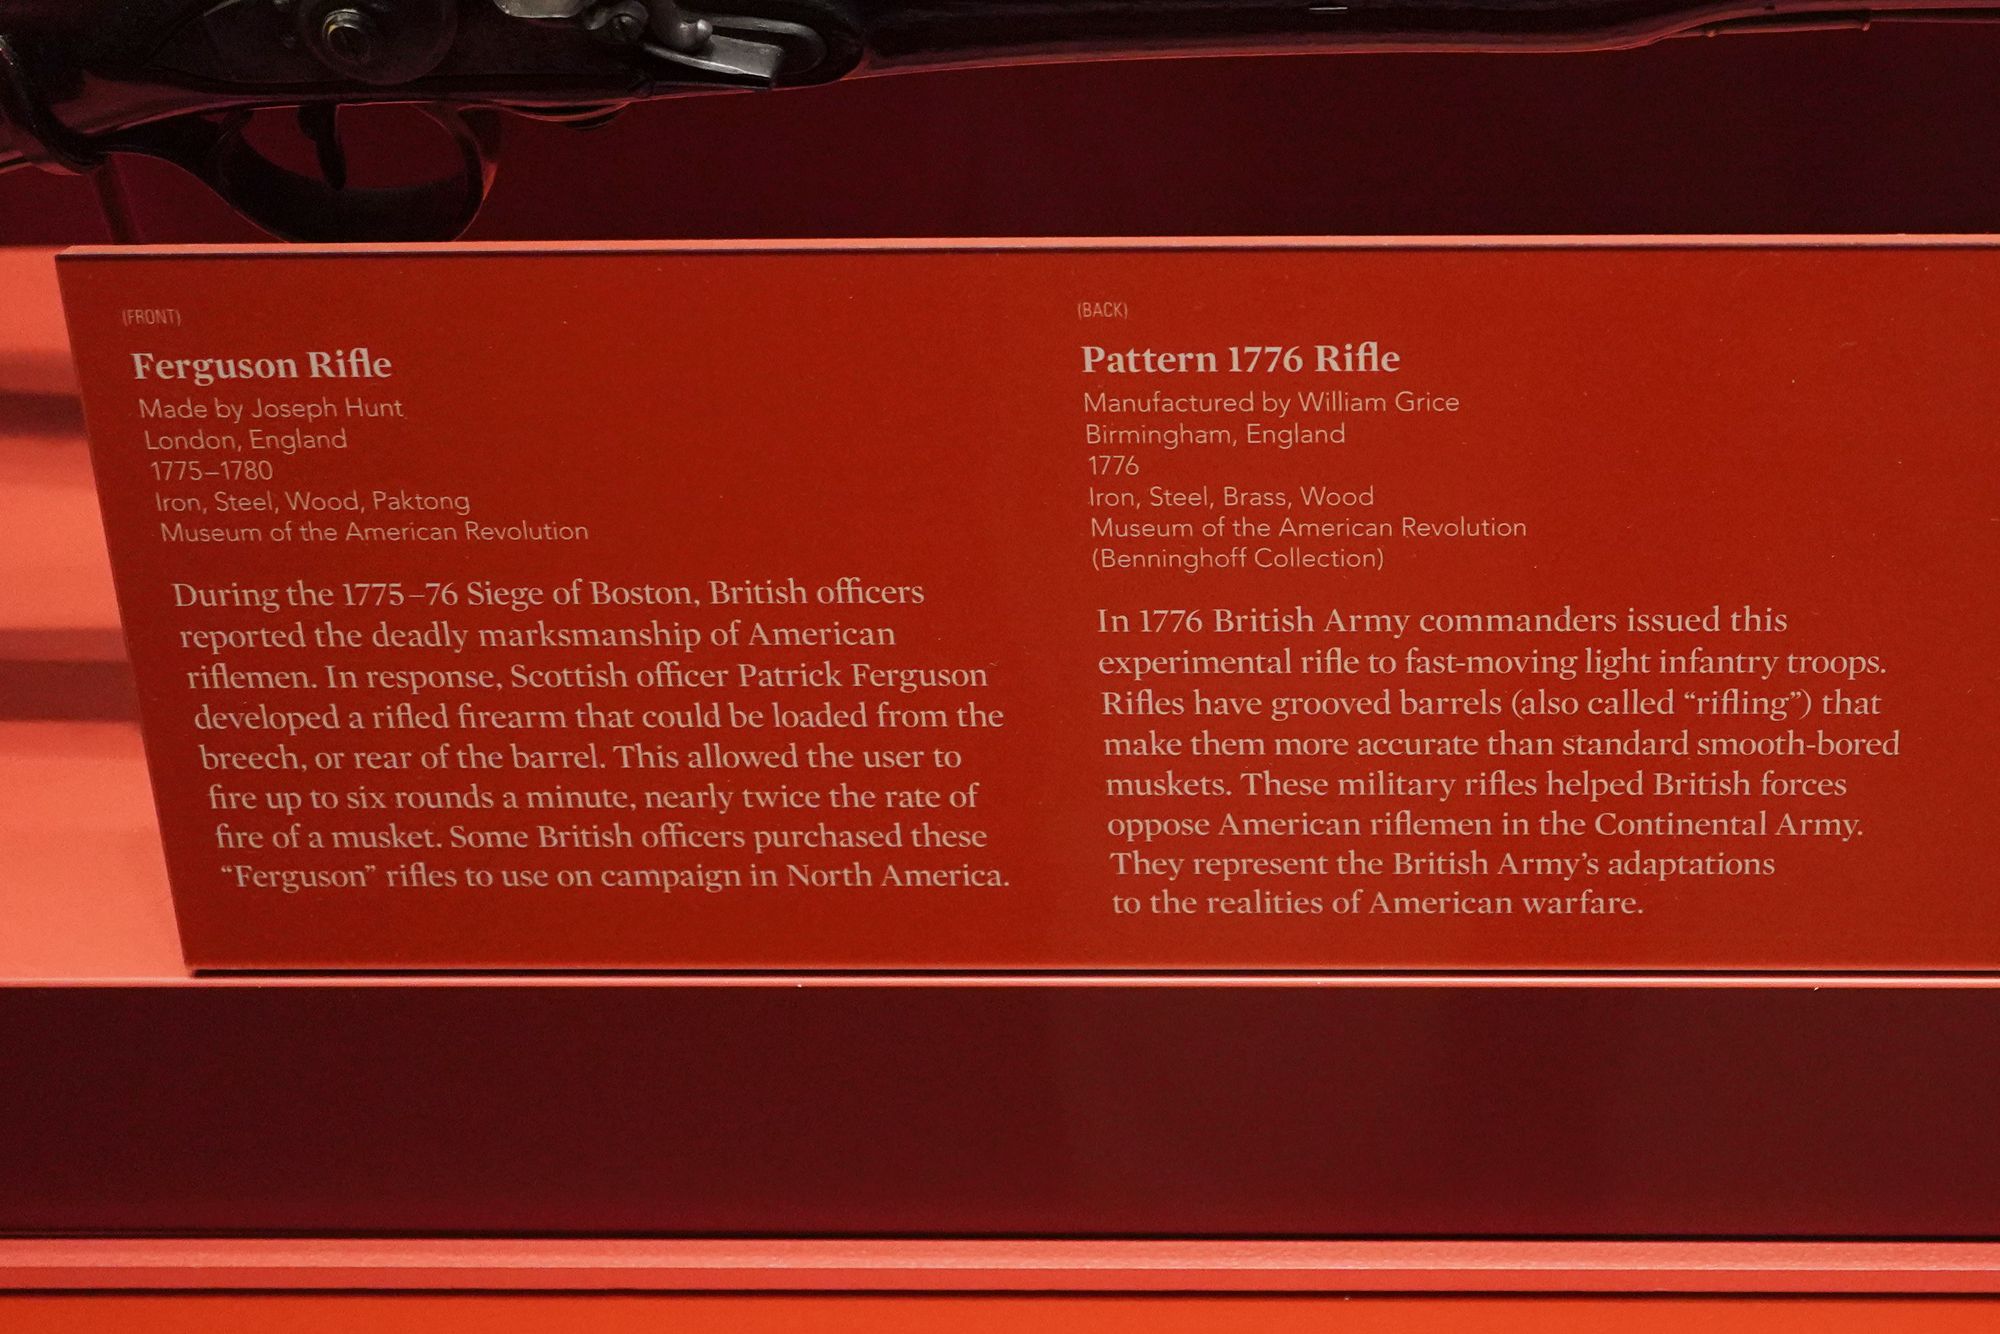 (FRONT)
Ferguson Rifle
Made by Joseph Hunt
London, England
1775–1780
Iron, Steel, Wood, Paktong
Museum of the American Revolution
During the 1775–76 Siege of Boston, British officers
reported the deadly marksmanship of American
riflemen. In response, Scottish officer Patrick Ferguson
developed a rifled firearm that could be loaded from the
breech, or rear of the barrel. This allowed the user to
fire up to six rounds a minute, nearly twice the rate of
fire of a musket. Some British officers purchased these
“Ferguson” rifles to use on campaign in North America.
(BACK)
Pattern 1776 Rifle
Manufactured by William Grice
Birmingham, England
1776
Iron, Steel, Brass, Wood
Museum of the American Revolution
(Benninghoff Collection)
In 1776 British Army commanders issued this
experimental rifle to fast-moving light infantry troops.
Rifles have grooved barrels (also called “rifling”) that
make them more accurate than standard smooth-bored
muskets. These military rifles helped British forces
oppose American riflemen in the Continental Army.
They represent the British Army’s adaptations
to the realities of American warfare.